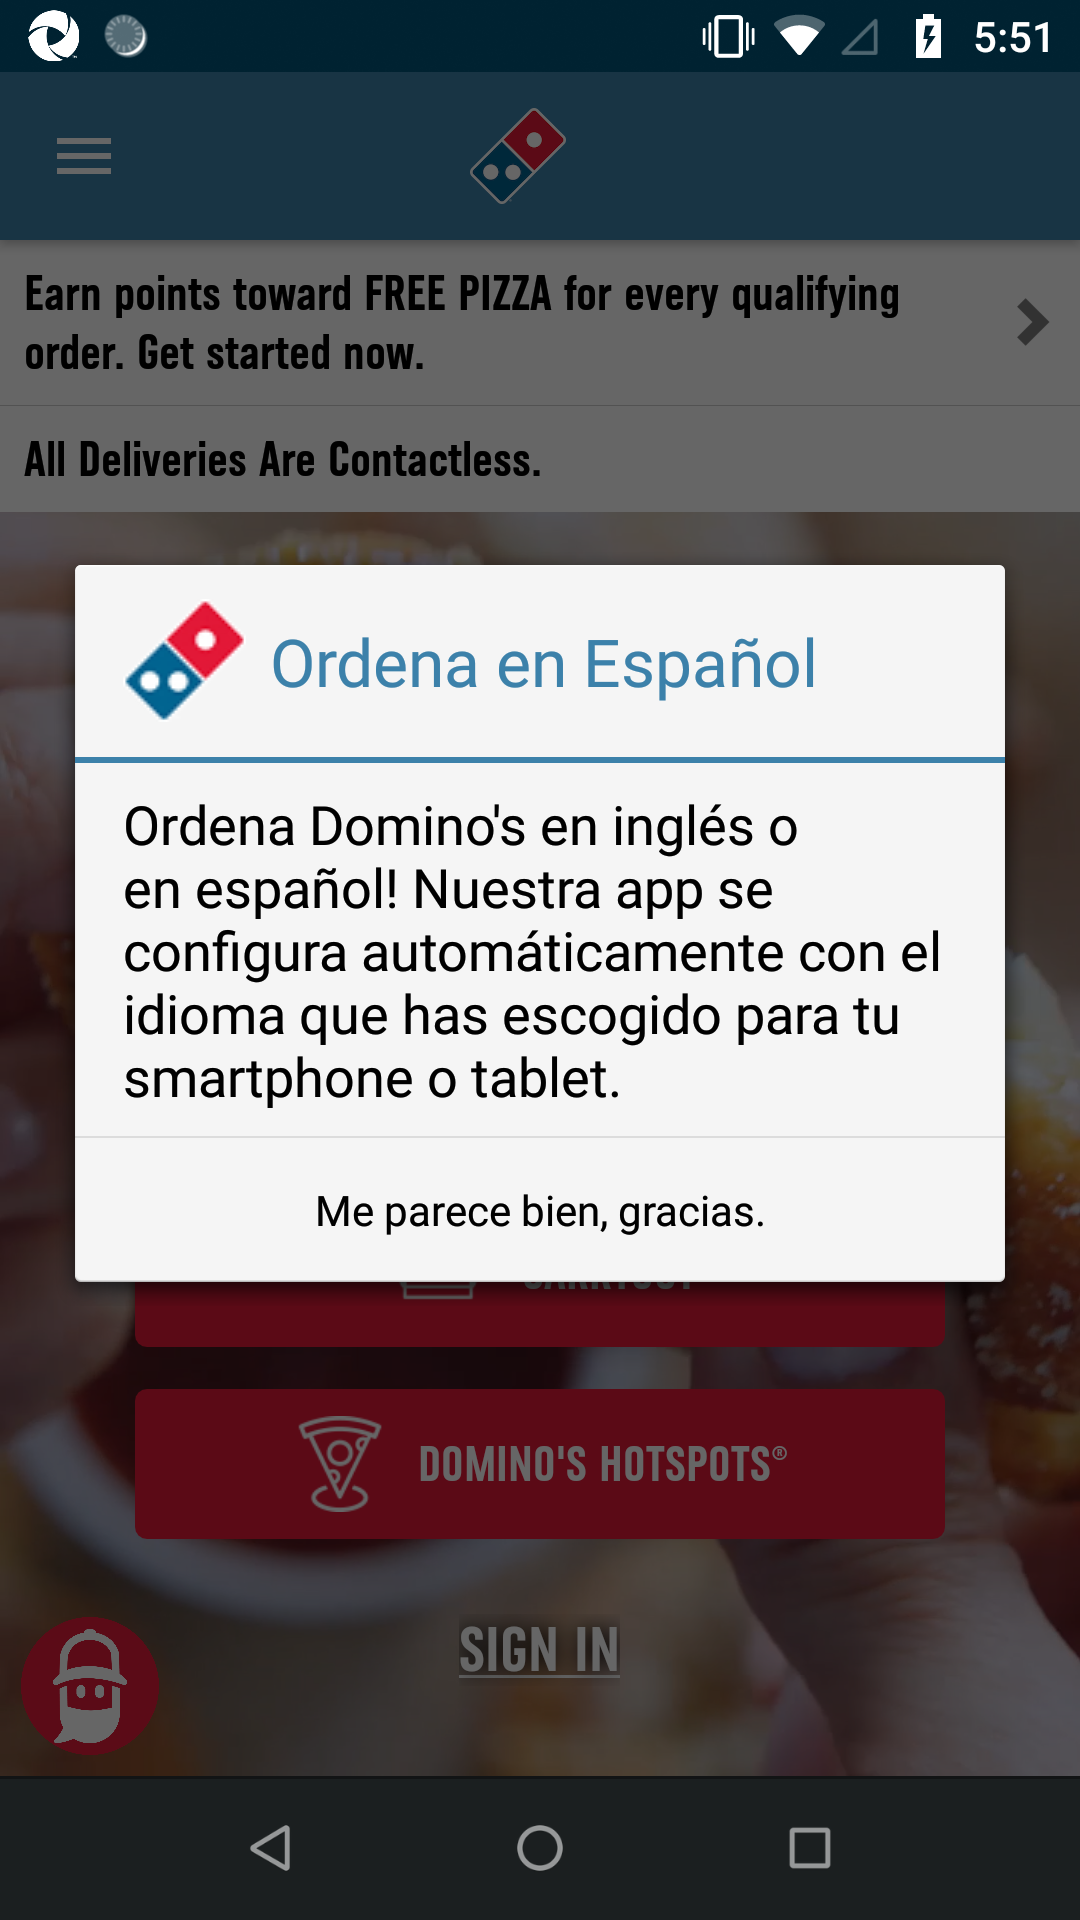 5:51
Earn points toward FREE PIZZA for every qualifying
order. Get started now.
All Deliveries Are Contactless.
Ordena en Español
Ordena Domino's en inglés o
en español! Nuestra app se
configura automáticamente con el
idioma que has escogido para tu
smartphone o tablet.
Me parece bien, gracias.
DOMINO'S HOTSPOTS®
SIGN IN